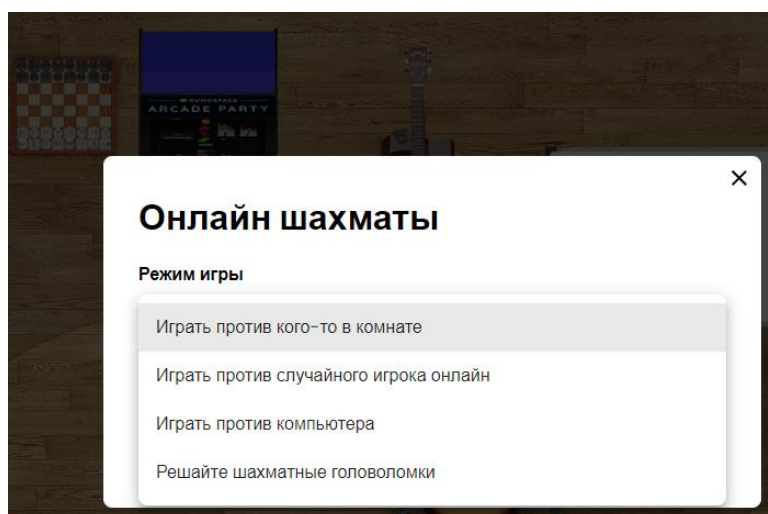 RUMOSPACE
ARCADE PARTY
Онлайн шахматы
Режим игры
Играть против кого-то в комнате
Играть против случайного игрока онлайн
Играть против компьютера
Решайте шахматные головоломки